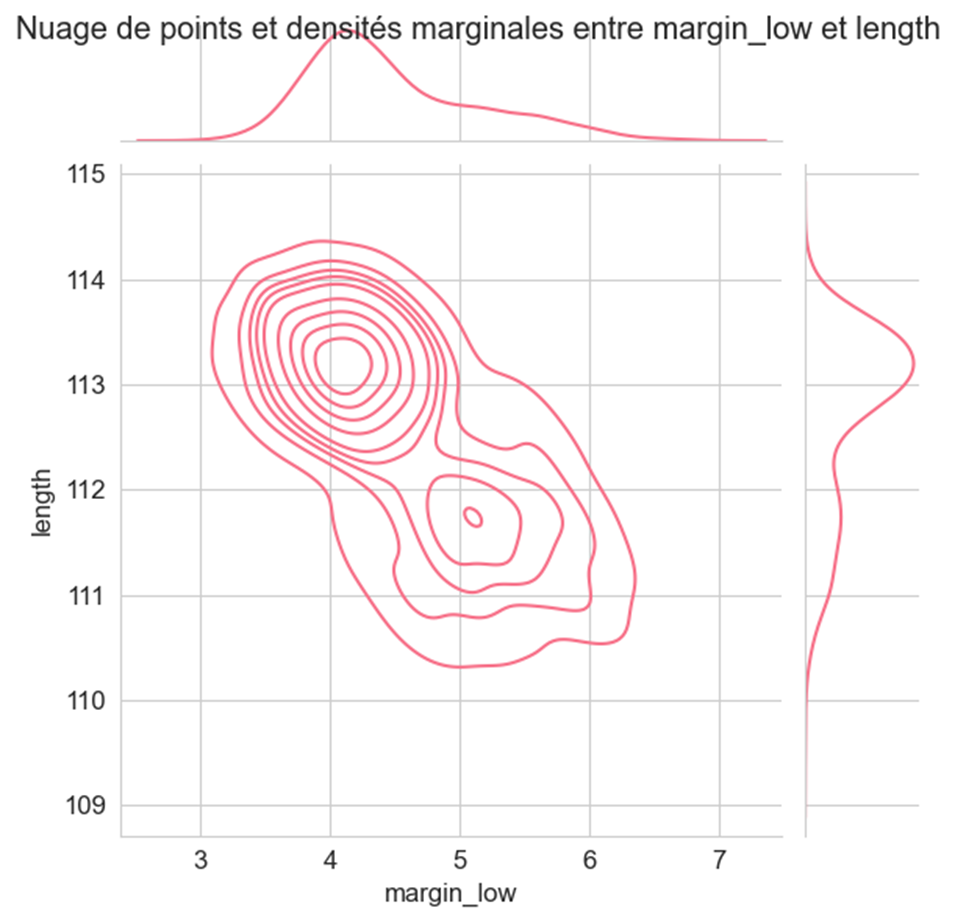 Nuage de points et densités marginales entre margin_low et length
115
114
113
112
111
110
109
length
3 4 5 6 7
margin_low